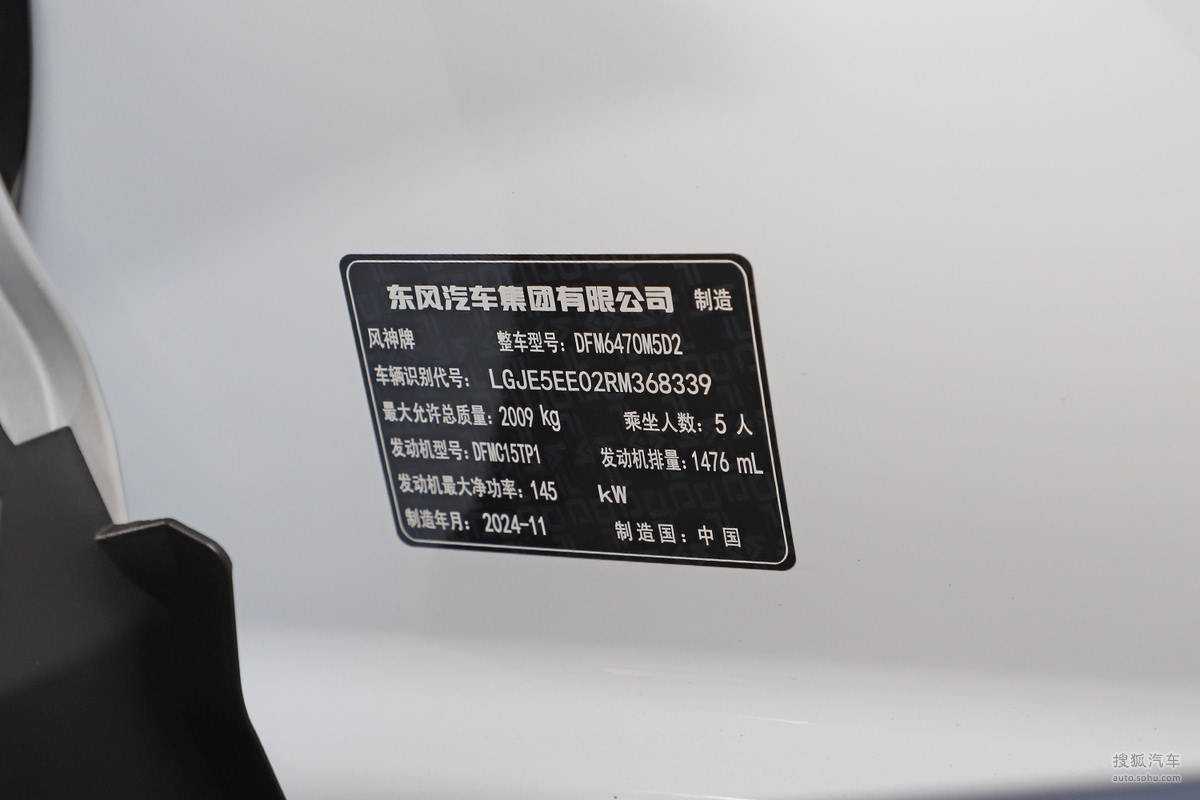 东风汽车集团有限公司 制造
风神牌 整车型号: DFM6470M5D2
车辆识别代号: LGJE5EE02RM368339
最大允许总质量: 2009 kg 乘坐人数: 5 人
发动机型号: DFMC15TP1 发动机排量: 1476 mL
发动机最大净功率: 145 kW
制造年月: 2024-11 制造国: 中国
搜狐汽车
auto.sohu.com